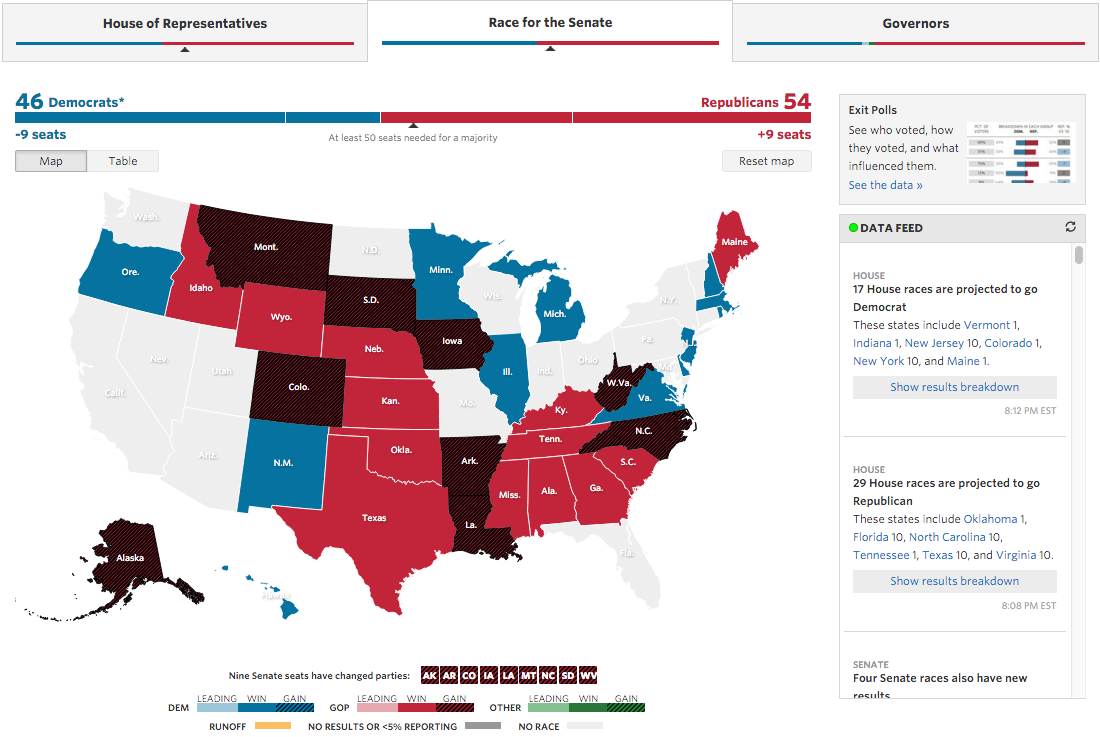 House of Representatives
Race for the Senate
Governors
46 Democrats*
Republicans 54
-9 seats
At least 50 seats needed for a majority
+9 seats
Map
Table
Reset map
Exit Polls
See who voted, how
they voted, and what
influenced them.
See the data »
DATA FEED
HOUSE
17 House races are projected to go
Democrat
These states include Vermont 1,
Indiana 1, New Jersey 10, Colorado 1,
New York 10, and Maine 1.
Show results breakdown
8:12 PM EST
HOUSE
29 House races are projected to go
Republican
These states include Oklahoma 1,
Florida 10, North Carolina 10,
Tennessee 1, Texas 10, and Virginia 10.
Show results breakdown
8:08 PM EST
SENATE
Four Senate races also have new
results
Wash.
Mont.
N.D.
Minn.
Maine
Ore.
Idaho
S.D.
Wis.
N.Y.
Wyo.
Mich.
Iowa
Pa.
N.J.
Neb.
Nev.
Utah
Ill.
Ind.
Ohio
Md.
Colo.
W.Va.
Calif.
Kan.
Mo.
Va.
Ky.
N.C.
Tenn.
Ariz.
N.M.
Okla.
Ark.
S.C.
Miss.
Ala.
Ga.
Texas
La.
Fla.
Alaska
Hawaii
Nine Senate seats have changed parties: AK AR CO IA LA MT NC SD WV
LEADING WIN GAIN LEADING WIN GAIN LEADING WIN GAIN
DEM GOP OTHER
RUNOFF NO RESULTS OR <5% REPORTING NO RACE